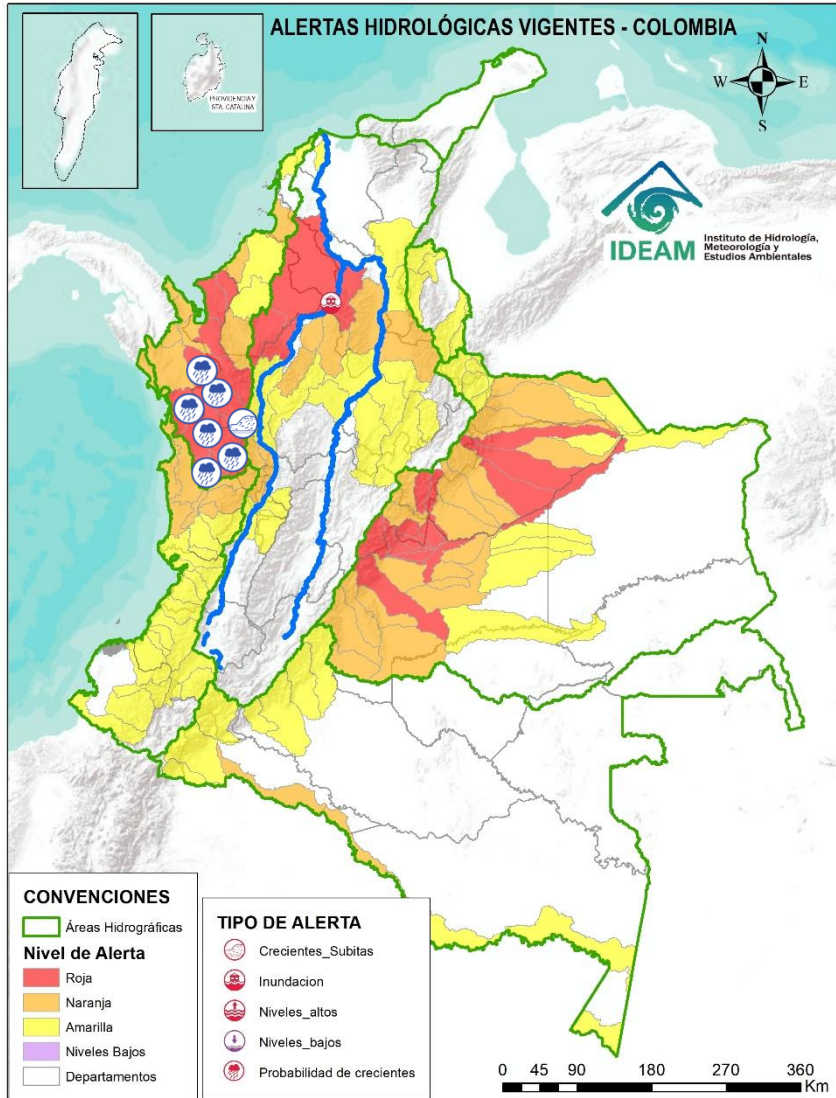 ALERTAS HIDROLÓGICAS VIGENTES - COLOMBIA
PROVIDENCIA Y
STA. CATALINA
N
W E
S
IDEAM
Instituto de Hidrología,
Meteorología y
Estudios Ambientales
CONVENCIONES
Áreas Hidrográficas
Nivel de Alerta
Roja
Naranja
Amarilla
Niveles Bajos
Departamentos
TIPO DE ALERTA
Crecientes_Subitas
Inundacion
Niveles_altos
Niveles_bajos
Probabilidad de crecientes
0 45 90 180 270 360
Km